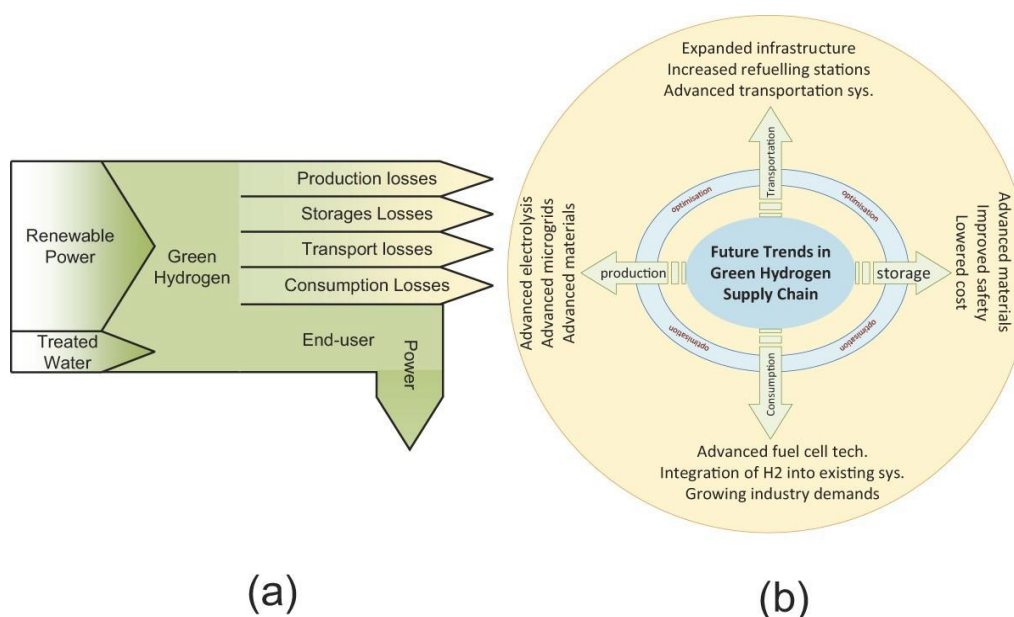 Renewable
Power
Treated
Water
Green
Hydrogen
Production losses
Storages Losses
Transport losses
Consumption Losses
End-user
Power
(a)
Expanded infrastructure
Increased refuelling stations
Advanced transportation sys.
Transportation
optimisation
optimisation
Advanced electrolysis
Advanced microgrids
Advanced materials
production
Future Trends in
Green Hydrogen
Supply Chain
storage
Advanced materials
Improved safety
Lowered cost
optimisation
optimisation
Consumption
Advanced fuel cell tech.
Integration of H2 into existing sys.
Growing industry demands
(b)